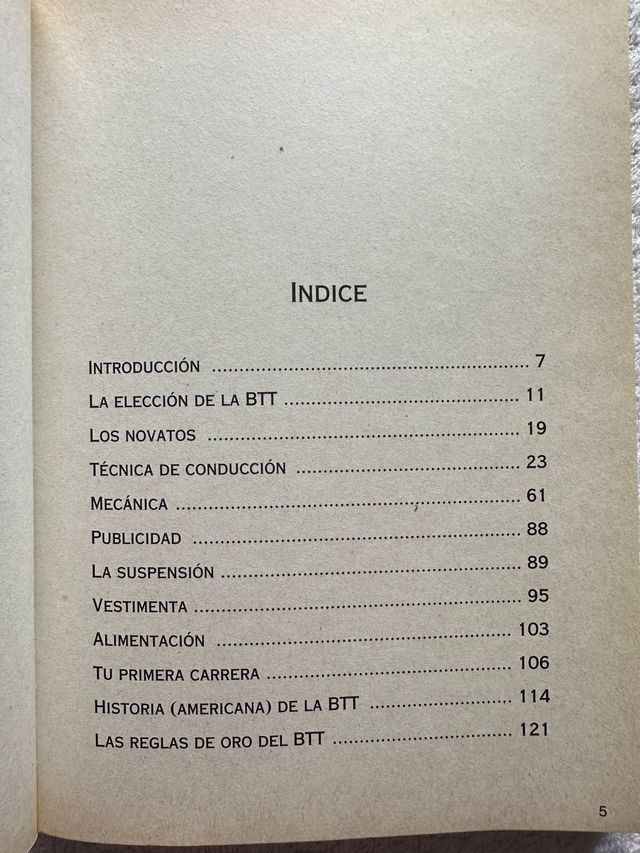 INDICE
INTRODUCCIÓN ................................................ 7
LA ELECCIÓN DE LA BTT .................................... 11
LOS NOVATOS ................................................ 19
TÉCNICA DE CONDUCCIÓN .................................. 23
MECÁNICA ...................................................... 61
PUBLICIDAD .................................................... 88
LA SUSPENSIÓN ............................................... 89
VESTIMENTA ................................................... 95
ALIMENTACIÓN .............................................. 103
TU PRIMERA CARRERA ...................................... 106
HISTORIA (AMERICANA) DE LA BTT ...................... 114
LAS REGLAS DE ORO DEL BTT ............................ 121
5